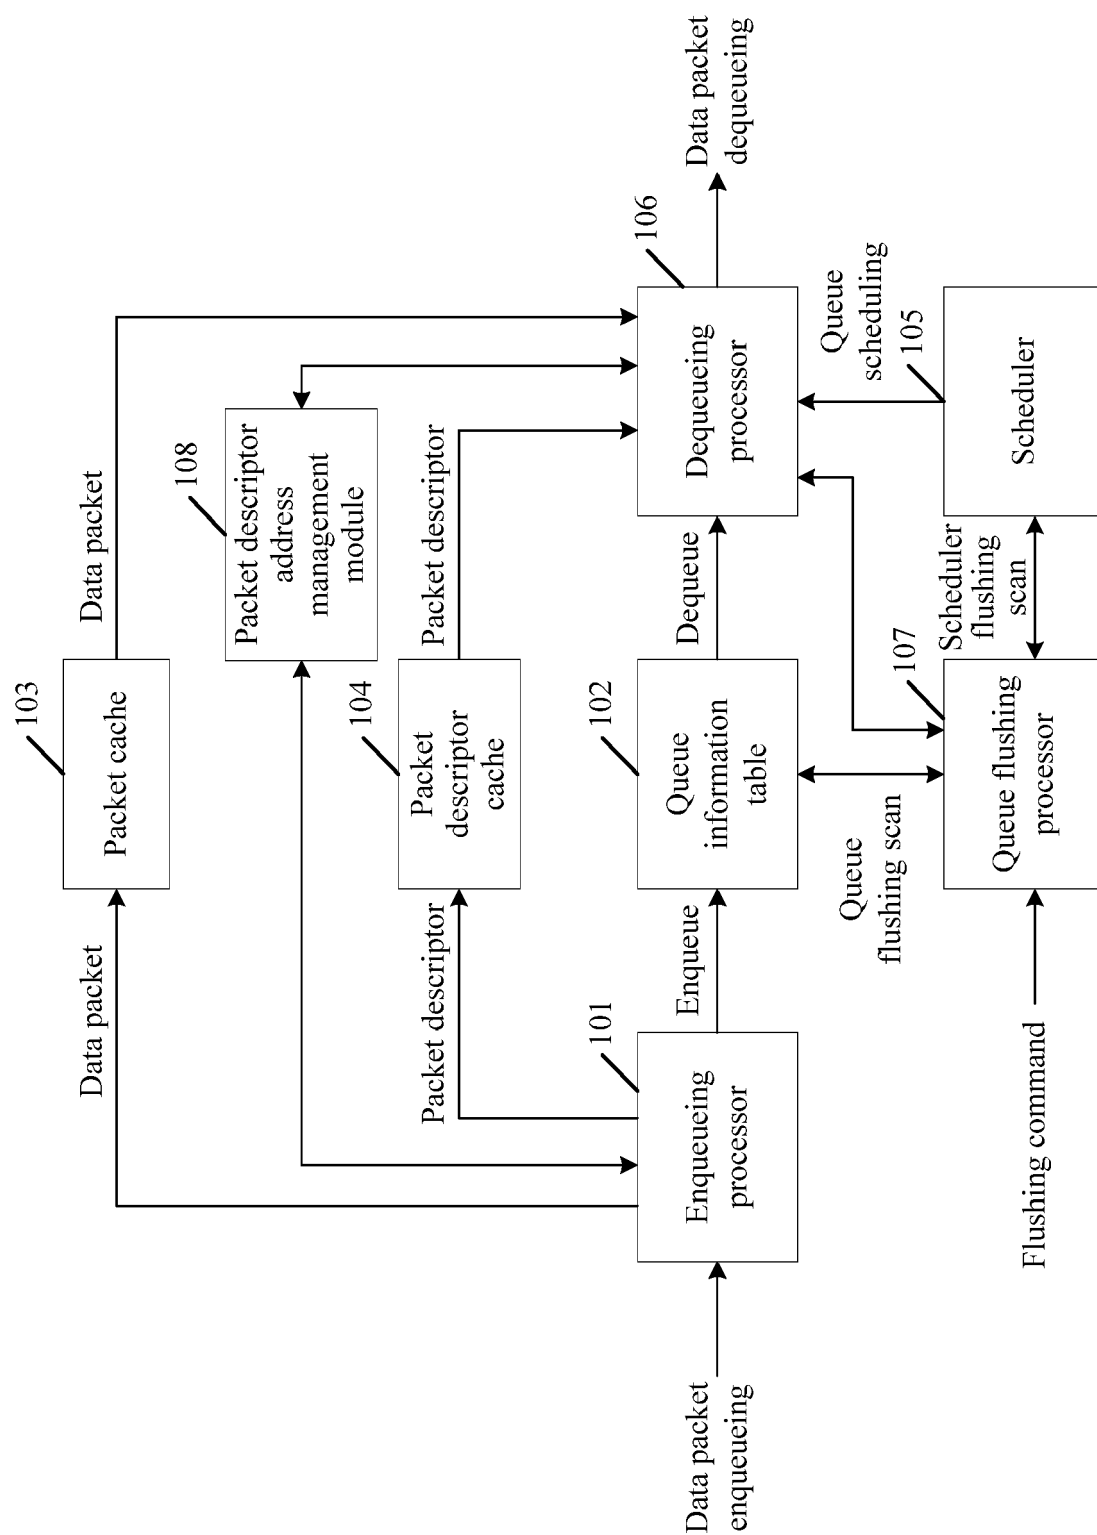 103
Packet cache
Data packet
Data packet
108
Packet descriptor
address
management
module
104
Packet
descriptor
cache
Packet descriptor
Packet descriptor
Data packet
enqueueing
101
Enqueueing
processor
Enqueue
102
Queue
information
table
Dequeue
106
Dequeueing
processor
Data packet
dequeueing
Queue
flushing scan
Queue
scheduling
Flushing command
107
Queue flushing
processor
Scheduler
flushing
scan
105
Scheduler